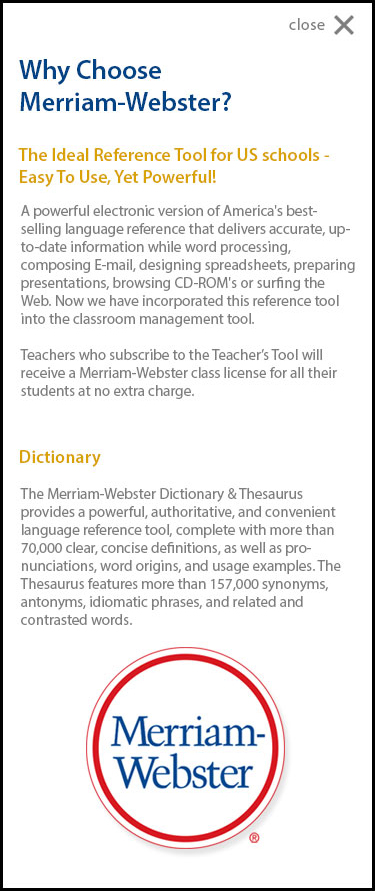 close
Why Choose
Merriam-Webster?
The Ideal Reference Tool for US schools -
Easy To Use, Yet Powerful!
A powerful electronic version of America's best-
selling language reference that delivers accurate, up-
to-date information while word processing,
composing E-mail, designing spreadsheets, preparing
presentations, browsing CD-ROM's or surfing the
Web. Now we have incorporated this reference tool
into the classroom management tool.
Teachers who subscribe to the Teacher's Tool will
receive a Merriam-Webster class license for all their
students at no extra charge.
Dictionary
The Merriam-Webster Dictionary & Thesaurus
provides a powerful, authoritative, and convenient
language reference tool, complete with more than
70,000 clear, concise definitions, as well as pro-
nunciations, word origins, and usage examples. The
Thesaurus features more than 157,000 synonyms,
antonyms, idiomatic phrases, and related and
contrasted words.
Merriam-
Webster
®